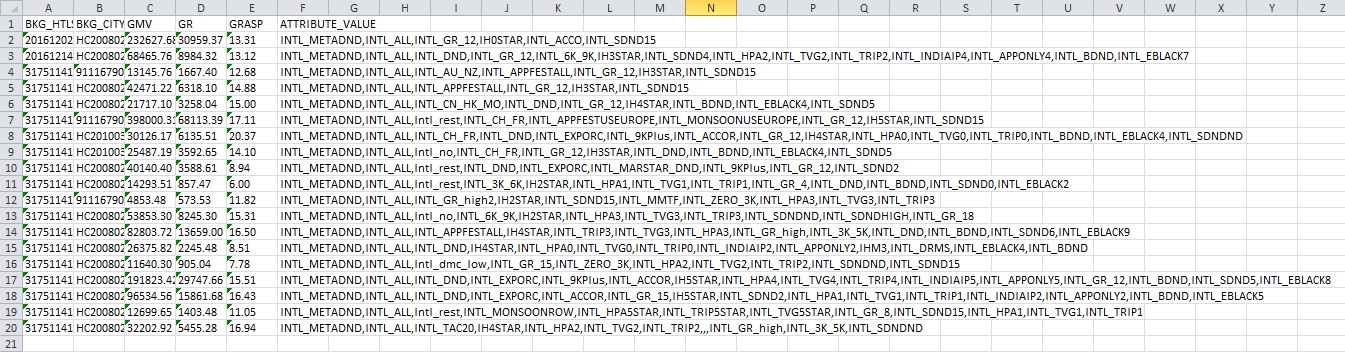 A B C D E F G H I J K L M N O P Q R S T U V W X Y Z
1 BKG_HTL BKG_CITY GMV GR GRASP ATTRIBUTE_VALUE
2 20161202 HC200802 232627.68 30959.37 13.31 INTL_METADND,INTL_ALL,INTL_GR_12,IH0STAR,INTL_ACCO,INTL_SDND15
3 20161214 HC200802 68465.76 8984.32 13.12 INTL_METADND,INTL_ALL,INTL_DND,INTL_GR_12,INTL_6K_9K,IH3STAR,INTL_SDND4,INTL_HPA2,INTL_TVG2,INTL_TRIP2,INTL_INDIAIP4,INTL_APPONLY4,INTL_BDND,INTL_EBLACK7
4 31751141 91116790 13145.76 1667.40 12.68 INTL_METADND,INTL_ALL,INTL_AU_NZ,INTL_APPFESTALL,INTL_GR_12,IH3STAR,INTL_SDND15
5 31751141 HC200802 42471.22 6318.10 14.88 INTL_METADND,INTL_ALL,INTL_APPFESTALL,INTL_GR_12,IH3STAR,INTL_SDND15
6 31751141 HC200802 21717.10 3258.04 15.00 INTL_METADND,INTL_ALL,INTL_CN_HK_MO,INTL_DND,INTL_GR_12,IH4STAR,INTL_BDND,INTL_EBLACK4,INTL_SDND5
7 31751141 91116790 398000.31 68113.39 17.11 INTL_METADND,INTL_ALL,Intl_rest,INTL_CH_FR,INTL_APPFESTUSEUROPE,INTL_MONSOONUSEUROPE,INTL_GR_12,IH5STAR,INTL_SDND15
8 31751141 HC201003 30126.17 6135.51 20.37 INTL_METADND,INTL_ALL,INTL_CH_FR,INTL_DND,INTL_EXPORC,INTL_9KPlus,INTL_ACCOR,INTL_GR_12,IH4STAR,INTL_HPA0,INTL_TVG0,INTL_TRIP0,INTL_BDND,INTL_EBLACK4,INTL_SDNDND
9 31751141 HC201003 25487.19 3592.65 14.10 INTL_METADND,INTL_ALL,Intl_no,INTL_CH_FR,INTL_GR_12,IH3STAR,INTL_DND,INTL_BDND,INTL_EBLACK4,INTL_SDND5
10 31751141 HC200802 40140.40 3588.61 8.94 INTL_METADND,INTL_ALL,Intl_rest,INTL_DND,INTL_EXPORC,INTL_MARSTAR_DND,INTL_9KPlus,INTL_GR_12,INTL_SDND2
11 31751141 HC200802 14293.51 857.47 6.00 INTL_METADND,INTL_ALL,Intl_rest,INTL_3K_6K,IH2STAR,INTL_HPA1,INTL_TVG1,INTL_TRIP1,INTL_GR_4,INTL_DND,INTL_BDND,INTL_SDND0,INTL_EBLACK2
12 31751141 91116790 4853.48 573.53 11.82 INTL_METADND,INTL_ALL,INTL_GR_high2,IH2STAR,INTL_SDND15,INTL_MMTF,INTL_ZERO_3K,INTL_HPA3,INTL_TVG3,INTL_TRIP3
13 31751141 HC200802 53853.30 8245.30 15.31 INTL_METADND,INTL_ALL,Intl_no,INTL_6K_9K,IH2STAR,INTL_HPA3,INTL_TVG3,INTL_TRIP3,INTL_SDNDND,INTL_SDNDHIGH,INTL_GR_18
14 31751141 HC200802 82803.72 13659.00 16.50 INTL_METADND,INTL_ALL,INTL_APPFESTALL,IH4STAR,INTL_TRIP3,INTL_TVG3,INTL_HPA3,INTL_GR_high,INTL_3K_5K,INTL_DND,INTL_BDND,INTL_SDND6,INTL_EBLACK9
15 31751141 HC200802 26375.82 2245.48 8.51 INTL_METADND,INTL_ALL,INTL_DND,IH4STAR,INTL_HPA0,INTL_TVG0,INTL_TRIP0,INTL_INDIAIP2,INTL_APPONLY2,IHM3,INTL_DRMS,INTL_EBLACK4,INTL_BDND
16 31751141 HC200802 11640.30 905.04 7.78 INTL_METADND,INTL_ALL,Intl_dmc_low,INTL_GR_15,INTL_ZERO_3K,INTL_HPA2,INTL_TVG2,INTL_TRIP2,INTL_SDNDND,INTL_SDND15
17 31751141 HC200802 191823.42 29747.66 15.51 INTL_METADND,INTL_ALL,INTL_DND,INTL_EXPORC,INTL_9KPlus,INTL_ACCOR,IH5STAR,INTL_HPA4,INTL_TVG4,INTL_TRIP4,INTL_INDIAIP5,INTL_APPONLY5,INTL_GR_12,INTL_BDND,INTL_SDND5,INTL_EBLACK8
18 31751141 HC200802 96534.56 15861.68 16.43 INTL_METADND,INTL_ALL,INTL_DND,INTL_EXPORC,INTL_ACCOR,INTL_GR_15,IH5STAR,INTL_SDND2,INTL_HPA1,INTL_TVG1,INTL_TRIP1,INTL_INDIAIP2,INTL_APPONLY2,INTL_BDND,INTL_EBLACK5
19 31751141 HC200802 12699.65 1403.48 11.05 INTL_METADND,INTL_ALL,Intl_rest,INTL_MONSOONROW,INTL_HPA5STAR,INTL_TRIP5STAR,INTL_TVG5STAR,INTL_GR_8,INTL_SDND15,INTL_HPA1,INTL_TVG1,INTL_TRIP1
20 31751141 HC200802 32202.92 5455.28 16.94 INTL_METADND,INTL_ALL,INTL_TAC20,IH4STAR,INTL_HPA2,INTL_TVG2,INTL_TRIP2,,,INTL_GR_high,INTL_3K_5K,INTL_SDNDND
21